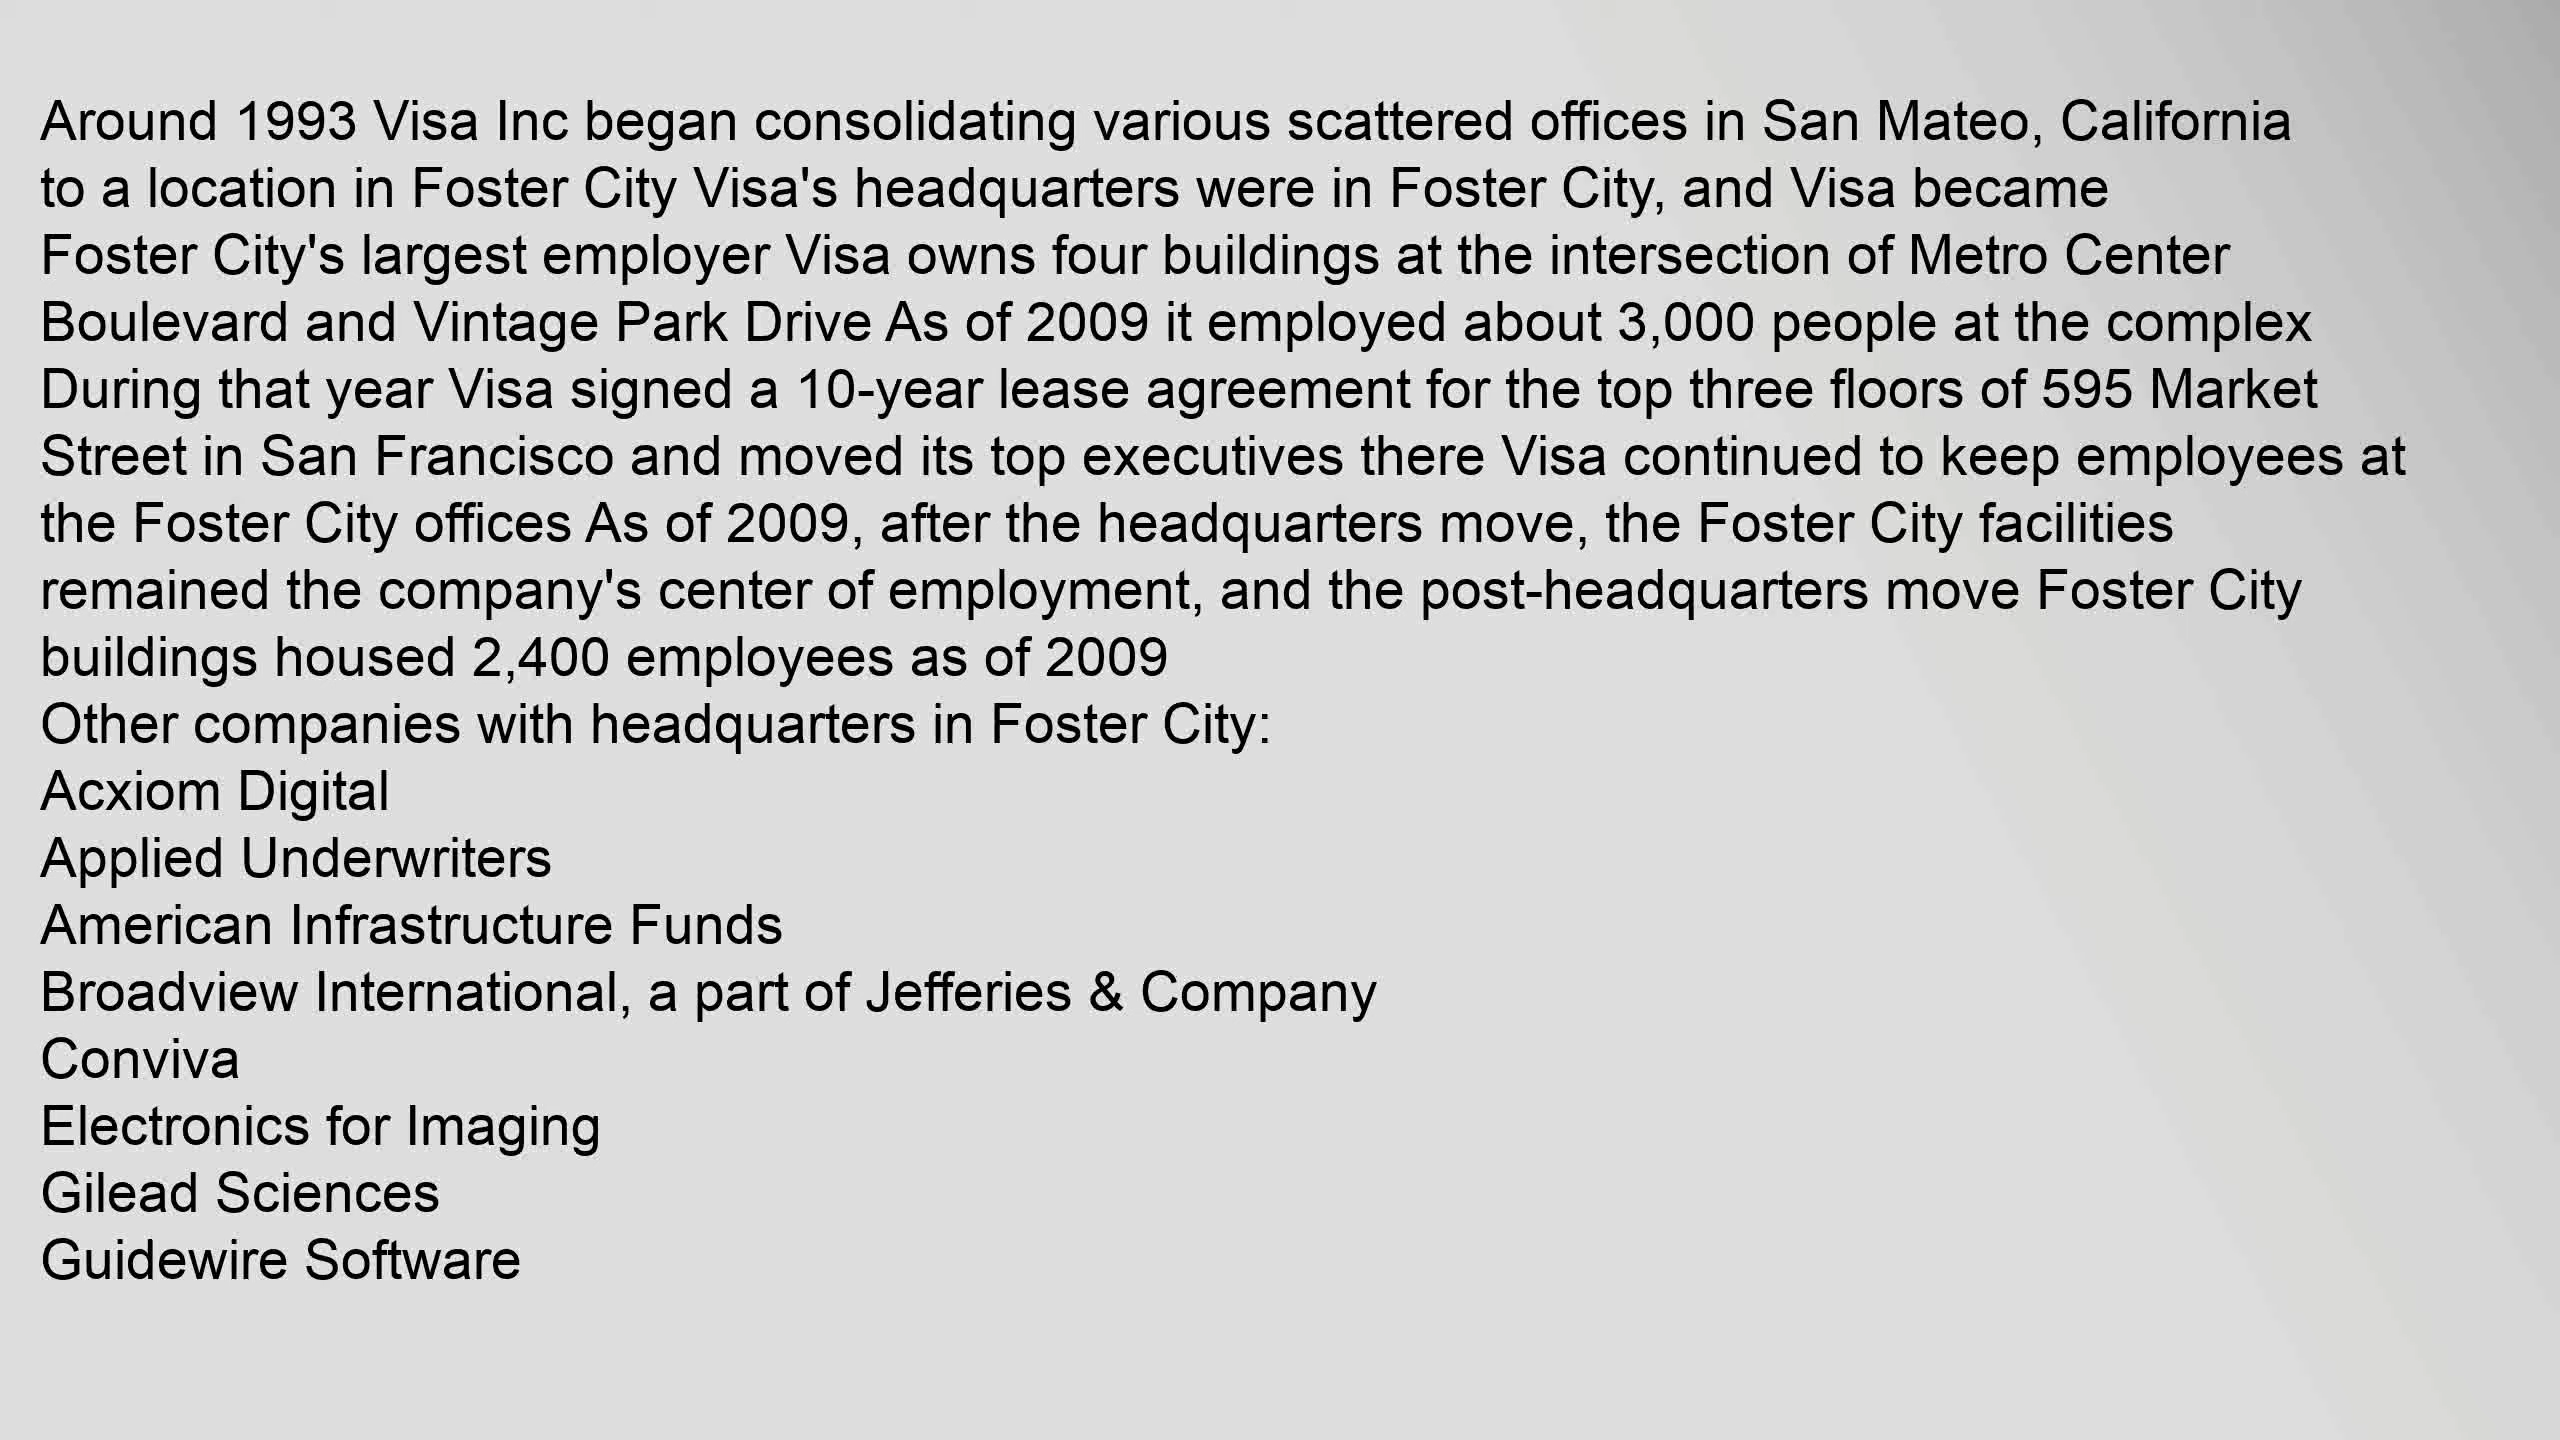 Around 1993 Visa Inc began consolidating various scattered offices in San Mateo, California
to a location in Foster City Visa's headquarters were in Foster City, and Visa became
Foster City's largest employer Visa owns four buildings at the intersection of Metro Center
Boulevard and Vintage Park Drive As of 2009 it employed about 3,000 people at the complex
During that year Visa signed a 10-year lease agreement for the top three floors of 595 Market
Street in San Francisco and moved its top executives there Visa continued to keep employees at
the Foster City offices As of 2009, after the headquarters move, the Foster City facilities
remained the company's center of employment, and the post-headquarters move Foster City
buildings housed 2,400 employees as of 2009
Other companies with headquarters in Foster City:
Acxiom Digital
Applied Underwriters
American Infrastructure Funds
Broadview International, a part of Jefferies & Company
Conviva
Electronics for Imaging
Gilead Sciences
Guidewire Software